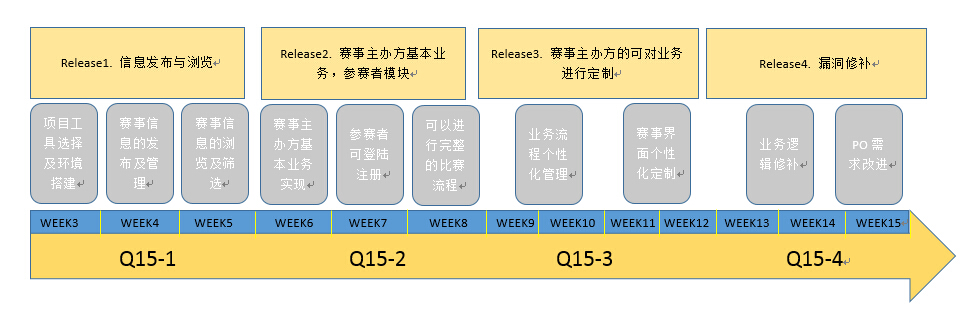 Release1. 信息发布与浏览
Release2. 赛事主办方基本业
务，参赛者模块
Release3. 赛事主办方的可对业务
进行定制
Release4. 漏洞修补
项目工
具选择
及环境
搭建
赛事信
息的发
布及管
理
赛事信
息的浏
览及筛
选
赛事主
办方基
本业务
实现
参赛者
可登陆
注册
可以进
行完整
的比赛
流程
业务流
程个性
化管理
赛事界
面个性
化定制
业务逻
辑修补
PO 需
求改进
WEEK3 WEEK4 WEEK5 WEEK6 WEEK7 WEEK8 WEEK9 WEEK10 WEEK11 WEEK12 WEEK13 WEEK14 WEEK15
Q15-1 Q15-2 Q15-3 Q15-4